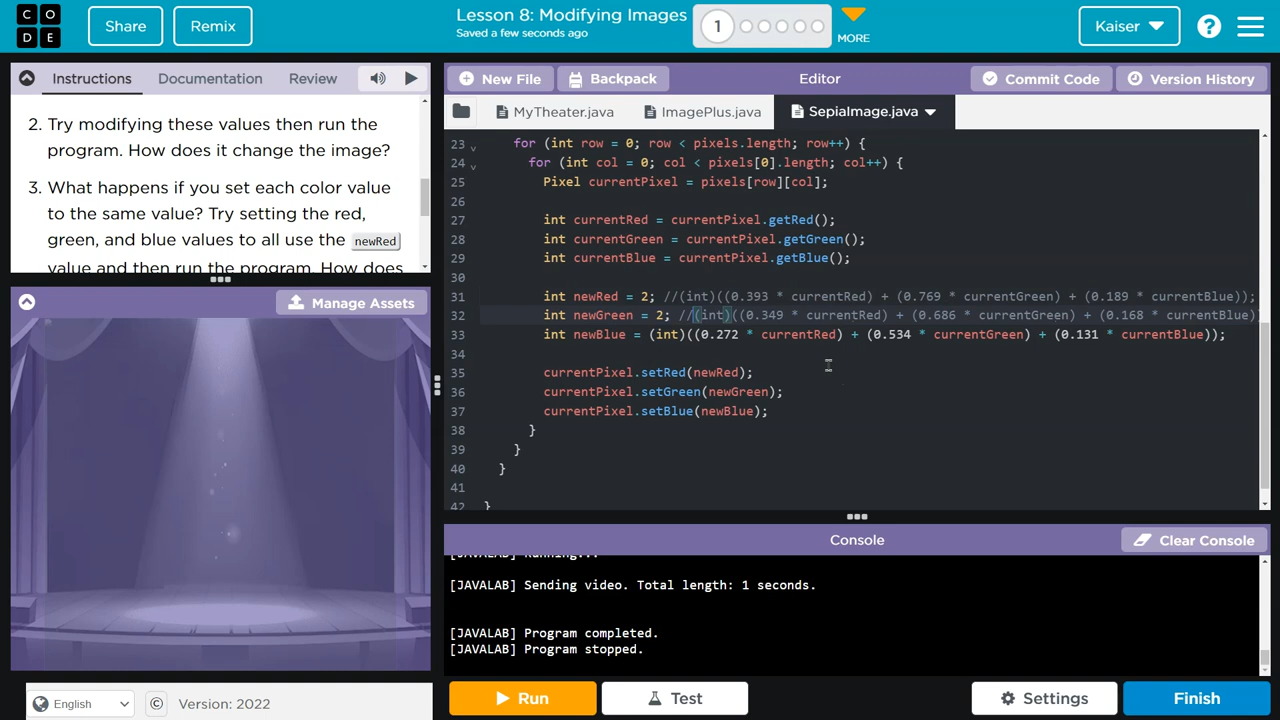 CODE
Share
Remix
Lesson 8: Modifying Images
Saved a few seconds ago
1
MORE
Kaiser
?
Instructions
Documentation
Review
2. Try modifying these values then run the
program. How does it change the image?
3. What happens if you set each color value
to the same value? Try setting the red,
green, and blue values to all use the newRed
value and then run the program. How does
Manage Assets
English
©
Version: 2022
New File
Backpack
Editor
Commit Code
Version History
MyTheater.java
ImagePlus.java
SepiaImage.java
23 for (int row = 0; row < pixels.length; row++) {
24 for (int col = 0; col < pixels[0].length; col++) {
25 Pixel currentPixel = pixels[row][col];
26
27 int currentRed = currentPixel.getRed();
28 int currentGreen = currentPixel.getGreen();
29 int currentBlue = currentPixel.getBlue();
30
31 int newRed = 2; //(int)((0.393 * currentRed) + (0.769 * currentGreen) + (0.189 * currentBlue));
32 int newGreen = 2; //(int)((0.349 * currentRed) + (0.686 * currentGreen) + (0.168 * currentBlue)
33 int newBlue = (int)((0.272 * currentRed) + (0.534 * currentGreen) + (0.131 * currentBlue));
34
35 currentPixel.setRed(newRed);
36 currentPixel.setGreen(newGreen);
37 currentPixel.setBlue(newBlue);
38 }
39 }
40 }
41
42 }
Console
Clear Console
[JAVALAB] Running...
[JAVALAB] Sending video. Total length: 1 seconds.
[JAVALAB] Program completed.
[JAVALAB] Program stopped.
Run
Test
Settings
Finish